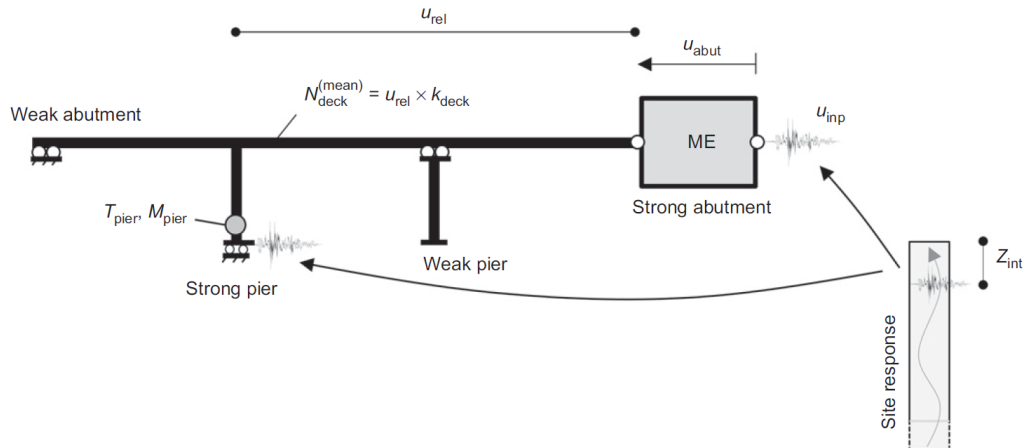 u_rel
u_abut
N_deck^(mean) = u_rel × k_deck
Weak abutment
u_inp
ME
Strong abutment
T_pier, M_pier
Weak pier
Strong pier
Z_int
Site response